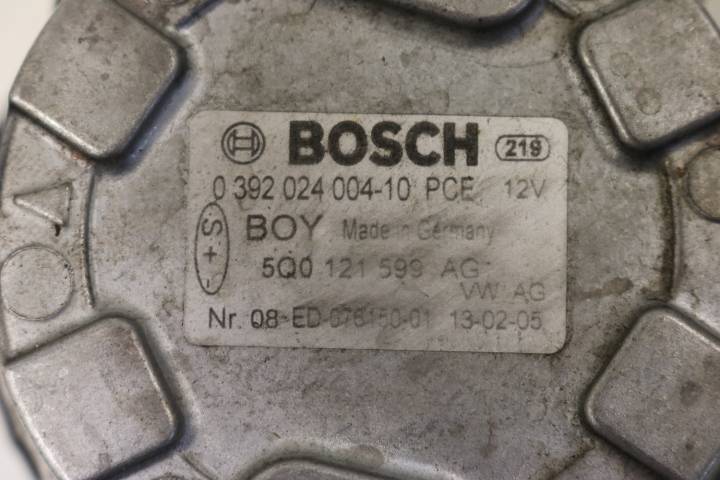 BOSCH 219
0 392 024 004-10 PCE 12V
- + S
BOY Made in Germany
5Q0 121 599 AG
VW AG
Nr. 08-ED-076150-01 13-02-05